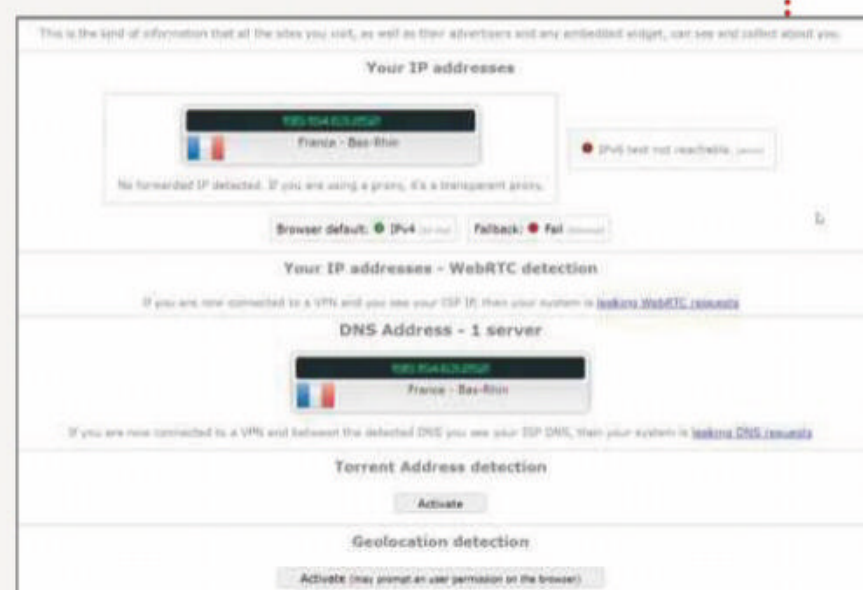 This is the kind of information that all the sites you visit, as well as their advertisers and any embedded widget, can see and collect about you.
Your IP addresses
France - Bas-Rhin
IPv6 test not reachable.
No forwarded IP detected. If you are using a proxy, it's a transparent proxy.
Browser default: IPv4 Fallback: Fail
Your IP addresses - WebRTC detection
If you are now connected to a VPN and you see your ISP IP, then your system is leaking WebRTC requests
DNS Address - 1 server
France - Bas-Rhin
If you are now connected to a VPN and between the detected DNS you see your ISP DNS, then your system is leaking DNS requests
Torrent Address detection
Activate
Geolocation detection
Activate (may prompt an user permission on the browser)